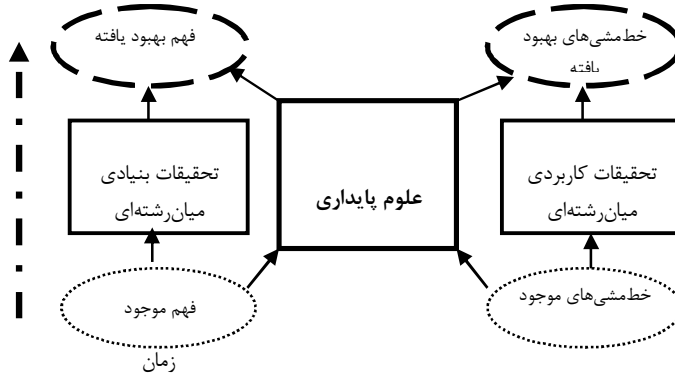 خط‌مشی‌های بهبود
یافته
فهم بهبود یافته
تحقیقات کاربردی
میان‌رشته‌ای
علوم پایداری
تحقیقات بنیادی
میان‌رشته‌ای
خط‌مشی‌های موجود
فهم موجود
زمان